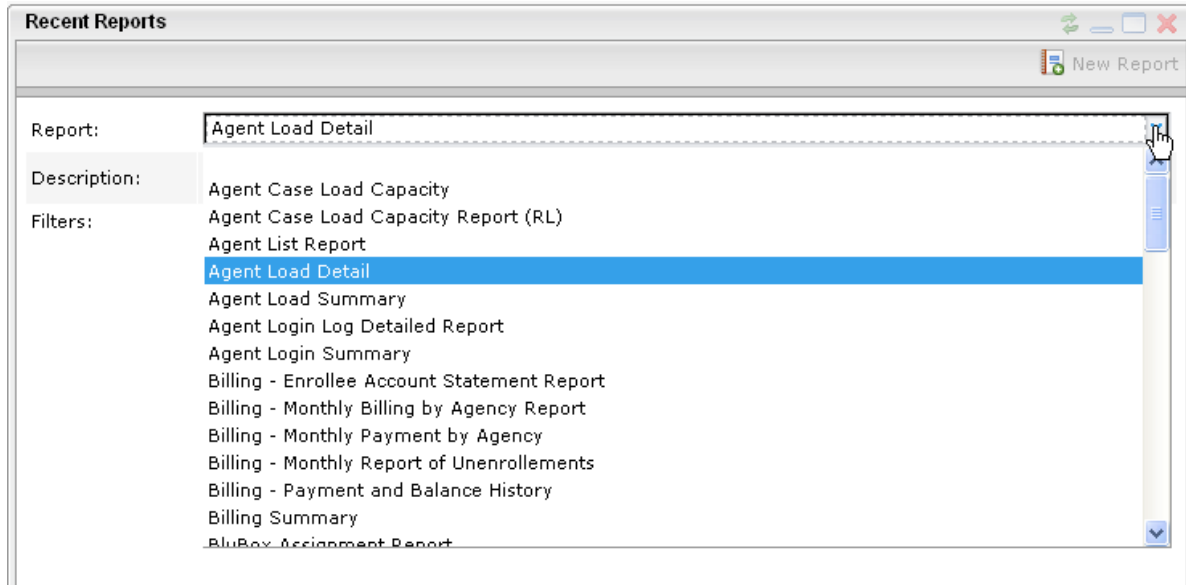 Recent Reports
New Report
Report:
Agent Load Detail
Description:
Filters:
Agent Case Load Capacity
Agent Case Load Capacity Report (RL)
Agent List Report
Agent Load Detail
Agent Load Summary
Agent Login Log Detailed Report
Agent Login Summary
Billing - Enrollee Account Statement Report
Billing - Monthly Billing by Agency Report
Billing - Monthly Payment by Agency
Billing - Monthly Report of Unenrollements
Billing - Payment and Balance History
Billing Summary
BluBox Assignment Report